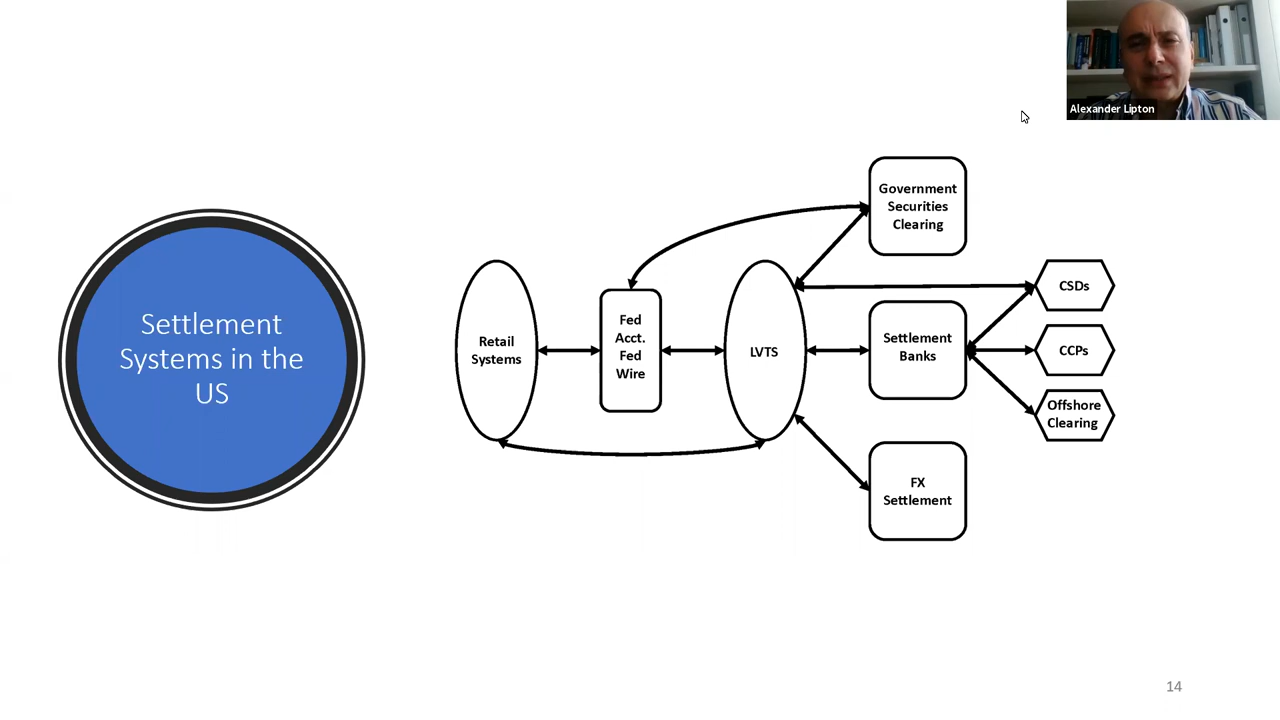 Alexander Lipton
Settlement
Systems in the
US
Retail
Systems
Fed
Acct.
Fed
Wire
LVTS
Government
Securities
Clearing
Settlement
Banks
FX
Settlement
CSDs
CCPs
Offshore
Clearing
14